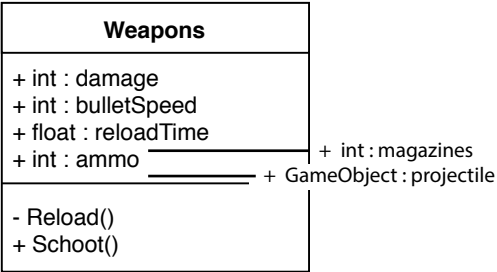 Weapons
+ int : damage
+ int : bulletSpeed
+ float : reloadTime
+ int : ammo
+ int : magazines
+ GameObject : projectile
- Reload()
+ Schoot()